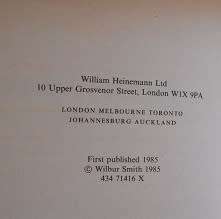 William Heinemann Ltd
10 Upper Grosvenor Street, London W1X 9PA
LONDON MELBOURNE TORONTO
JOHANNESBURG AUCKLAND
First published 1985
© Wilbur Smith 1985
434 71416 X